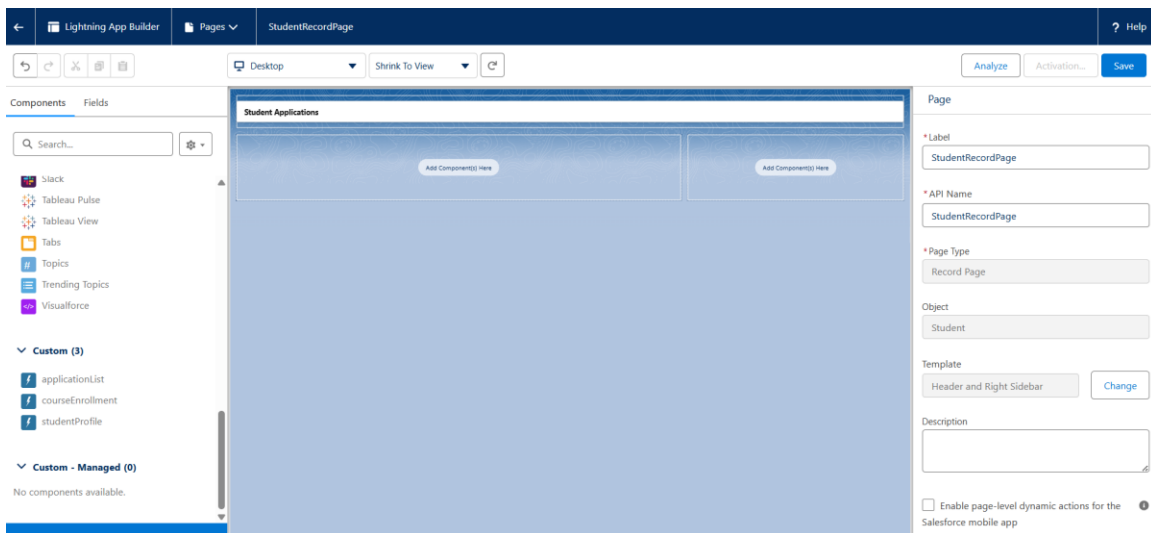 Lightning App Builder
Pages
StudentRecordPage
? Help
Desktop
Shrink To View
Analyze
Activation...
Save
Components
Fields
Search...
Slack
Tableau Pulse
Tableau View
Tabs
# Topics
Trending Topics
</> Visualforce
Custom (3)
applicationList
courseEnrollment
studentProfile
Custom - Managed (0)
No components available.
Student Applications
Add Component(s) Here
Add Component(s) Here
Page
*Label
StudentRecordPage
*API Name
StudentRecordPage
*Page Type
Record Page
Object
Student
Template
Header and Right Sidebar
Change
Description
Enable page-level dynamic actions for the
Salesforce mobile app